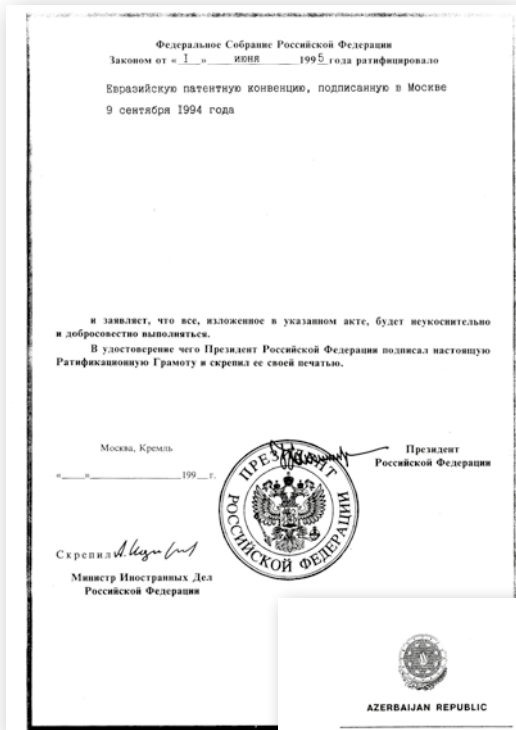 Федеральное Собрание Российской Федерации
Законом от « I » июня 1995 года ратифицировало
Евразийскую патентную конвенцию, подписанную в Москве
9 сентября I994 года
и заявляет, что все, изложенное в указанном акте, будет неукоснительно
и добросовестно выполняться.
В удостоверение чего Президент Российской Федерации подписал настоящую
Ратификационную Грамоту и скрепил ее своей печатью.
Москва, Кремль
Президент
Российской Федерации
«____»______________199__г.
ПРЕЗИДЕНТ
РОССИЙСКОЙ ФЕДЕРАЦИИ
Скрепил
Министр Иностранных Дел
Российской Федерации
AZERBAIJAN REPUBLIC